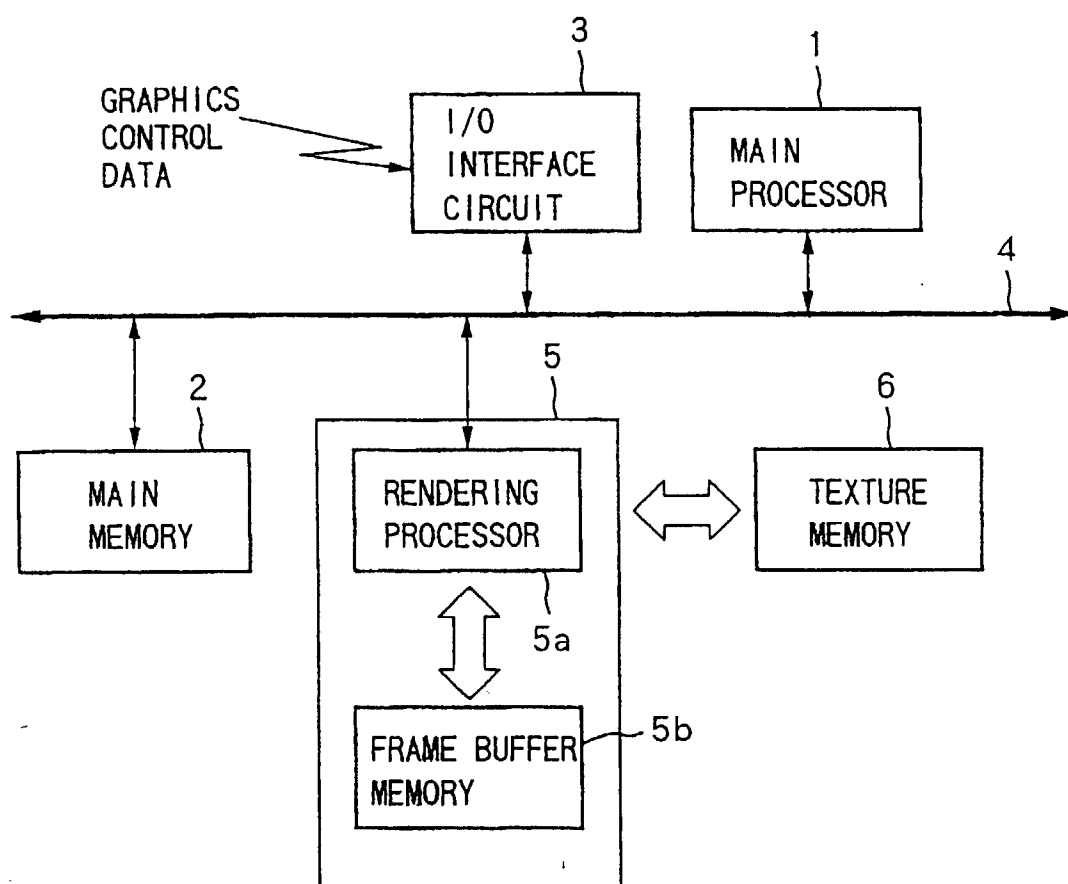 3
1
GRAPHICS
CONTROL
DATA
I/O
INTERFACE
CIRCUIT
MAIN
PROCESSOR
4
2
5
6
MAIN
MEMORY
RENDERING
PROCESSOR
TEXTURE
MEMORY
5a
5b
FRAME BUFFER
MEMORY